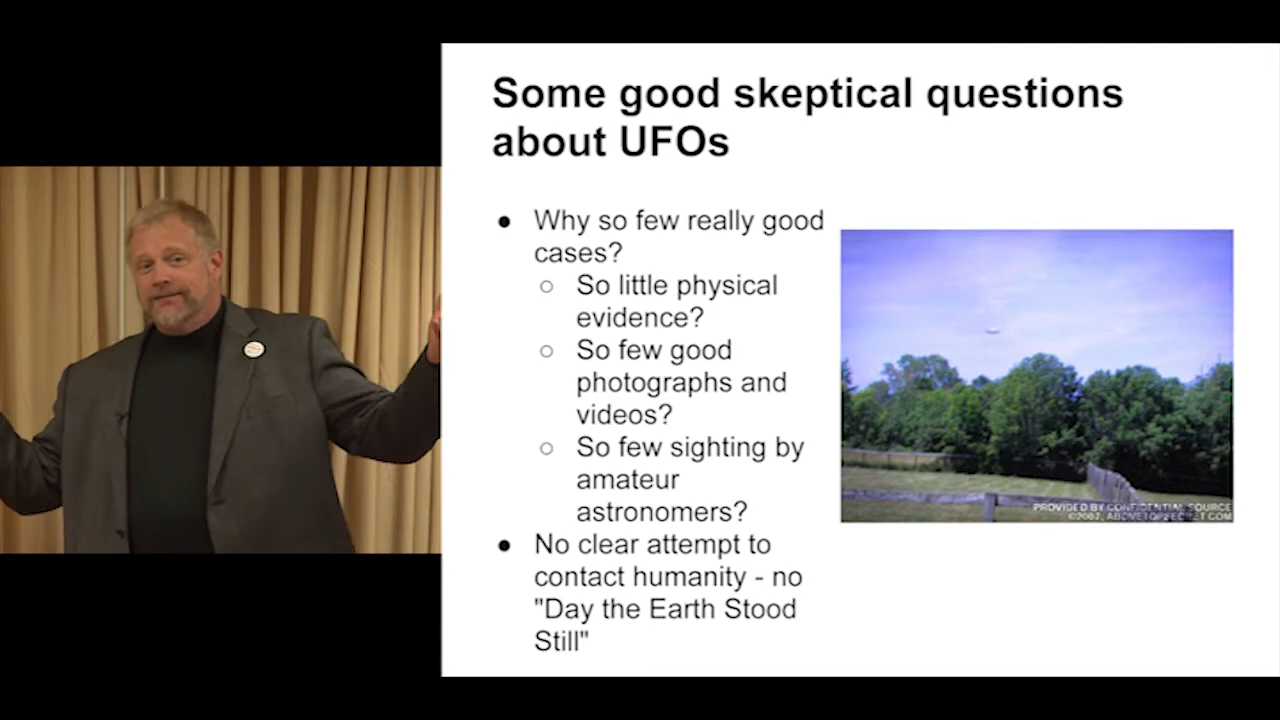 Some good skeptical questions
about UFOs
● Why so few really good
cases?
○ So little physical
evidence?
○ So few good
photographs and
videos?
○ So few sighting by
amateur
astronomers?
● No clear attempt to
contact humanity - no
"Day the Earth Stood
Still"
PROVIDED BY CONFIDENTIAL SOURCE
©2007, ABOVETOPSECRET.COM